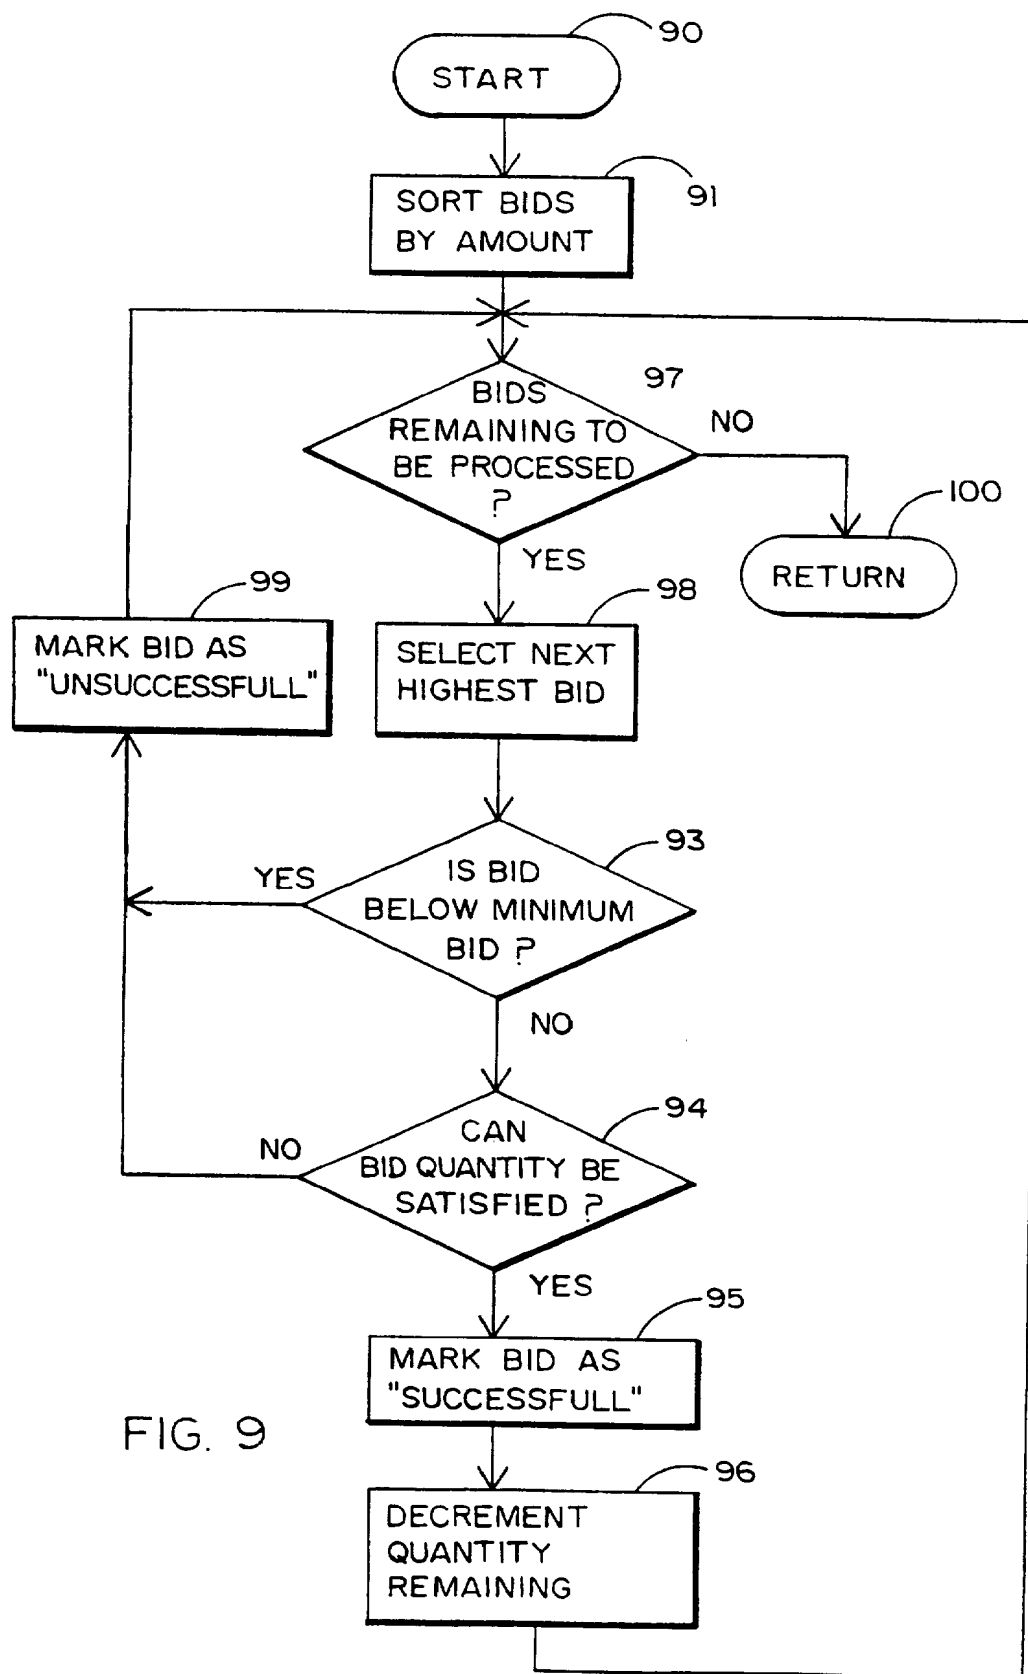 90
START
91
SORT BIDS
BY AMOUNT
97
BIDS
REMAINING TO
BE PROCESSED
?
NO
100
RETURN
YES
99
MARK BID AS
"UNSUCCESSFULL"
98
SELECT NEXT
HIGHEST BID
93
YES
IS BID
BELOW MINIMUM
BID ?
NO
94
NO
CAN
BID QUANTITY BE
SATISFIED ?
YES
95
MARK BID AS
"SUCCESSFULL"
FIG. 9
96
DECREMENT
QUANTITY
REMAINING